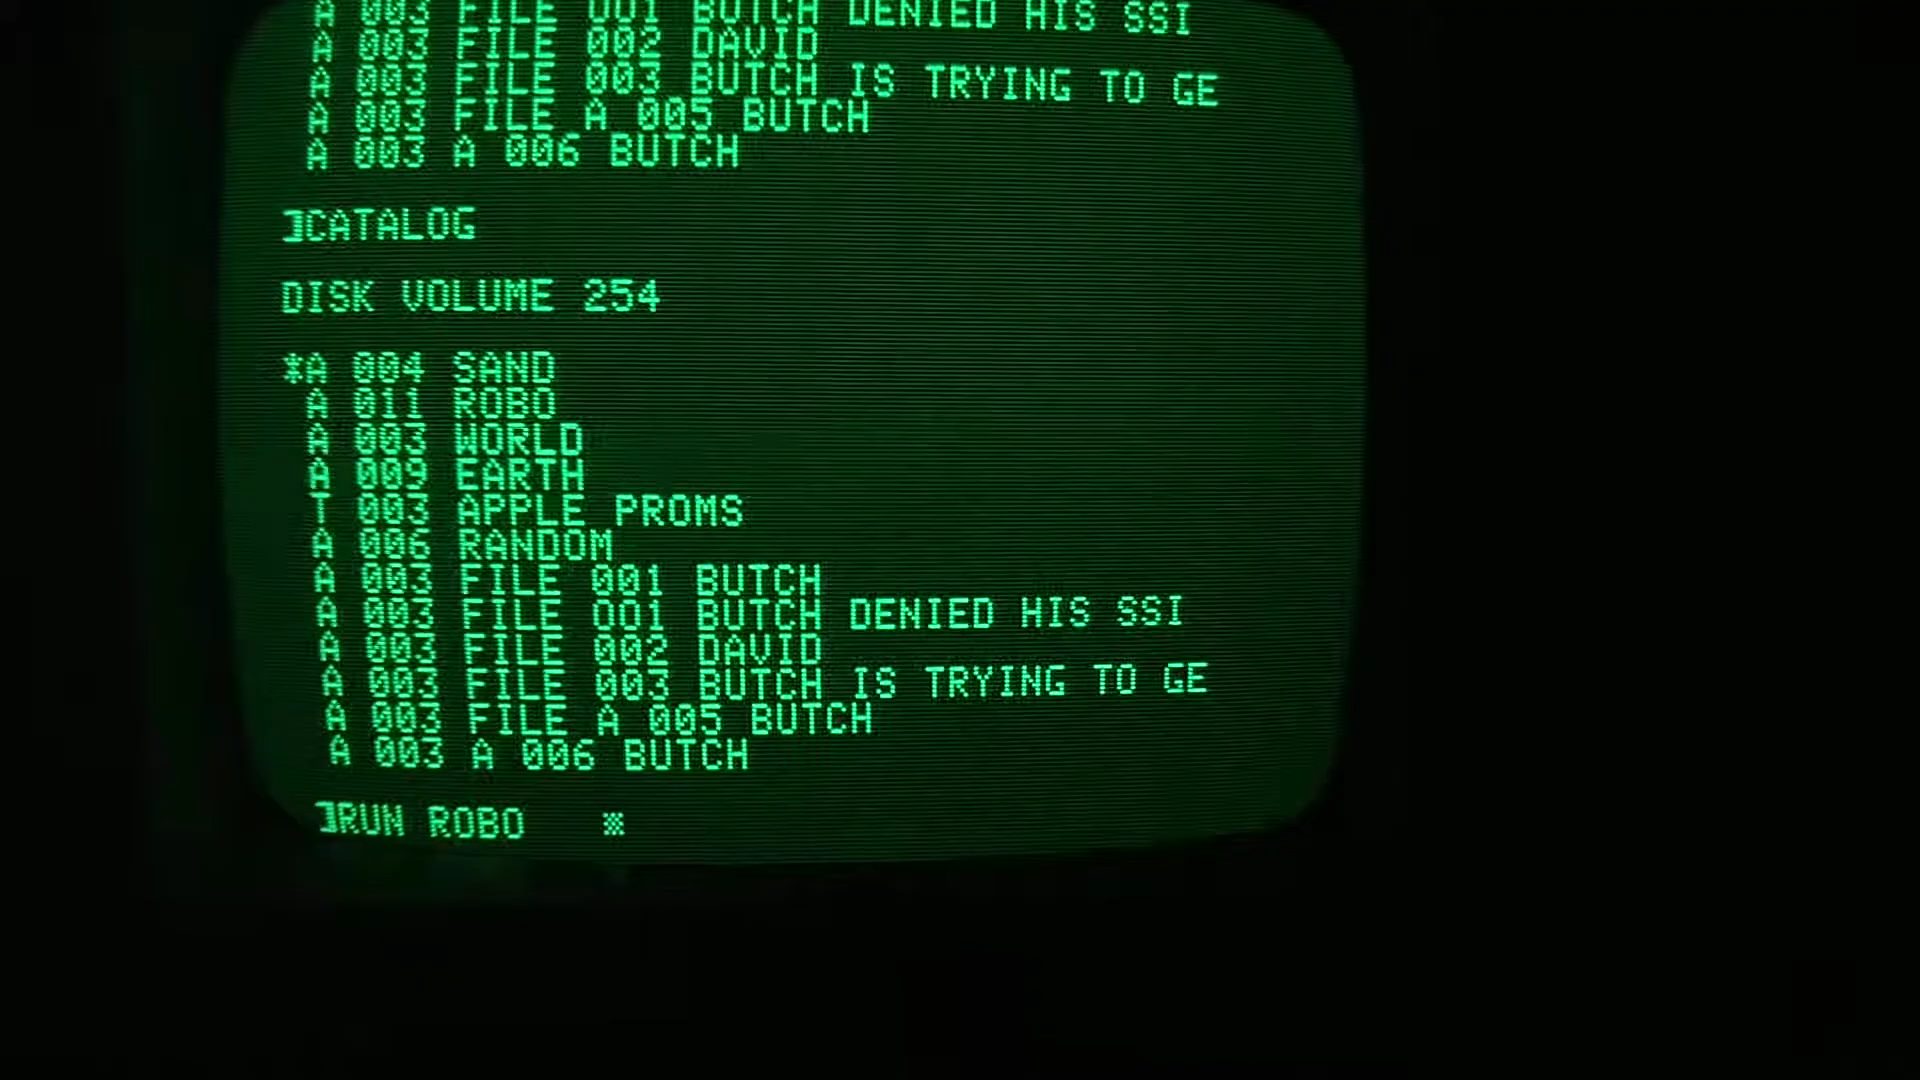 A 003 FILE OO1 BUTCH DENIED HIS SSI
A 003 FILE 002 DAVID
A 003 FILE 003 BUTCH IS TRYING TO GE
A 003 FILE A 005 BUTCH
A 003 A 006 BUTCH
]CATALOG
DISK VOLUME 254
*A 004 SAND
A 011 ROBO
A 003 WORLD
A 009 EARTH
T 003 APPLE PROMS
A 006 RANDOM
A 003 FILE 001 BUTCH
A 003 FILE OO1 BUTCH DENIED HIS SSI
A 003 FILE 002 DAVID
A 003 FILE 003 BUTCH IS TRYING TO GE
A 003 FILE A 005 BUTCH
A 003 A 006 BUTCH
]RUN ROBO